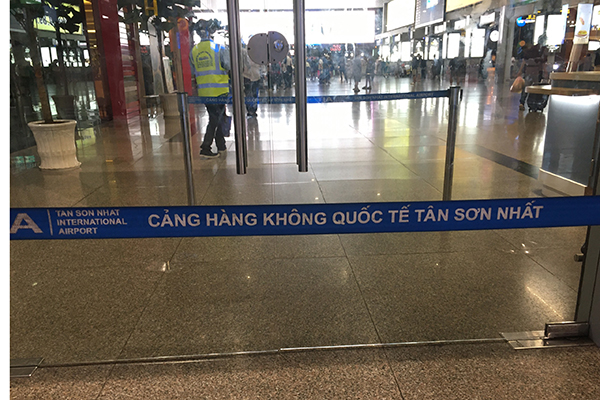 A
TAN SON NHAT
INTERNATIONAL
AIRPORT
CẢNG HÀNG KHÔNG QUỐC TẾ TÂN SƠN NHẤT